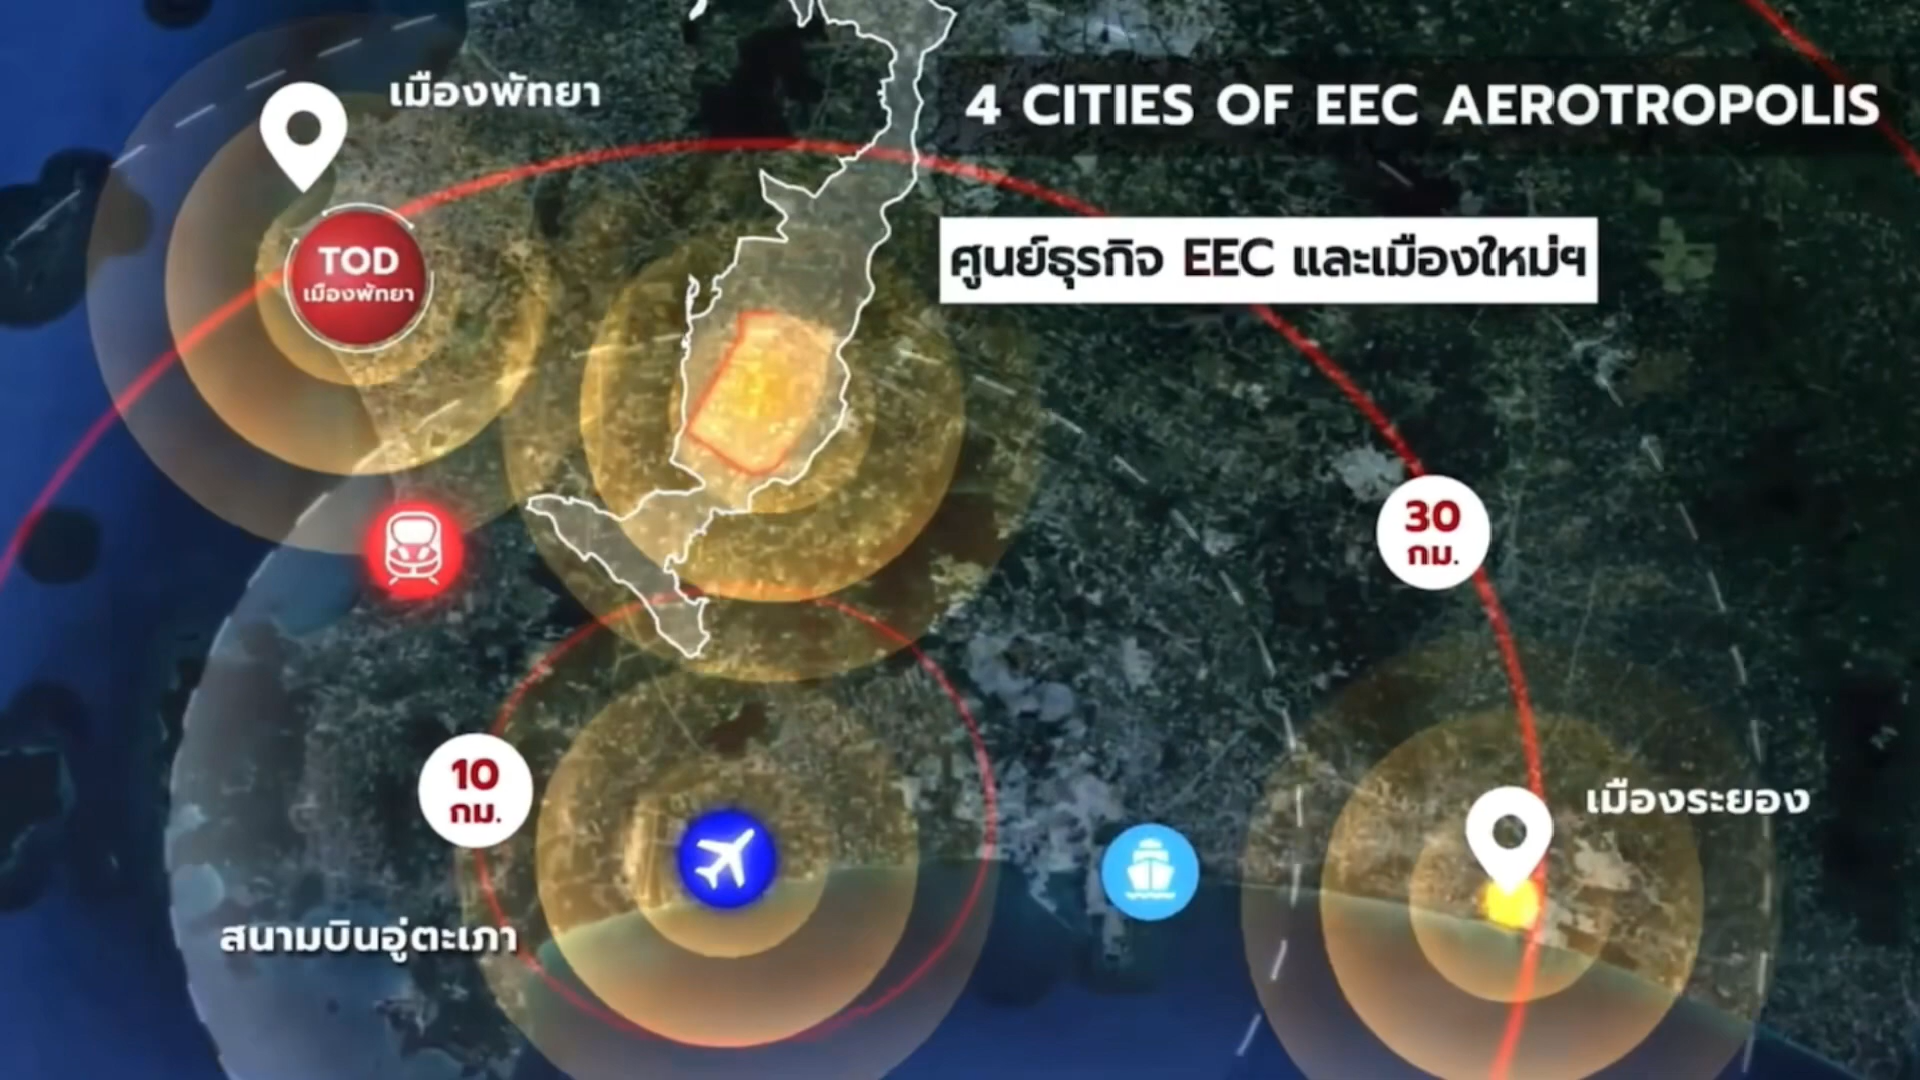 เมืองพัทยา
4 CITIES OF EEC AEROTROPOLIS
ศูนย์ธุรกิจ EEC และเมืองใหม่ฯ
TOD
เมืองพัทยา
30
กม.
10
กม.
เมืองระยอง
สนามบินอู่ตะเภา